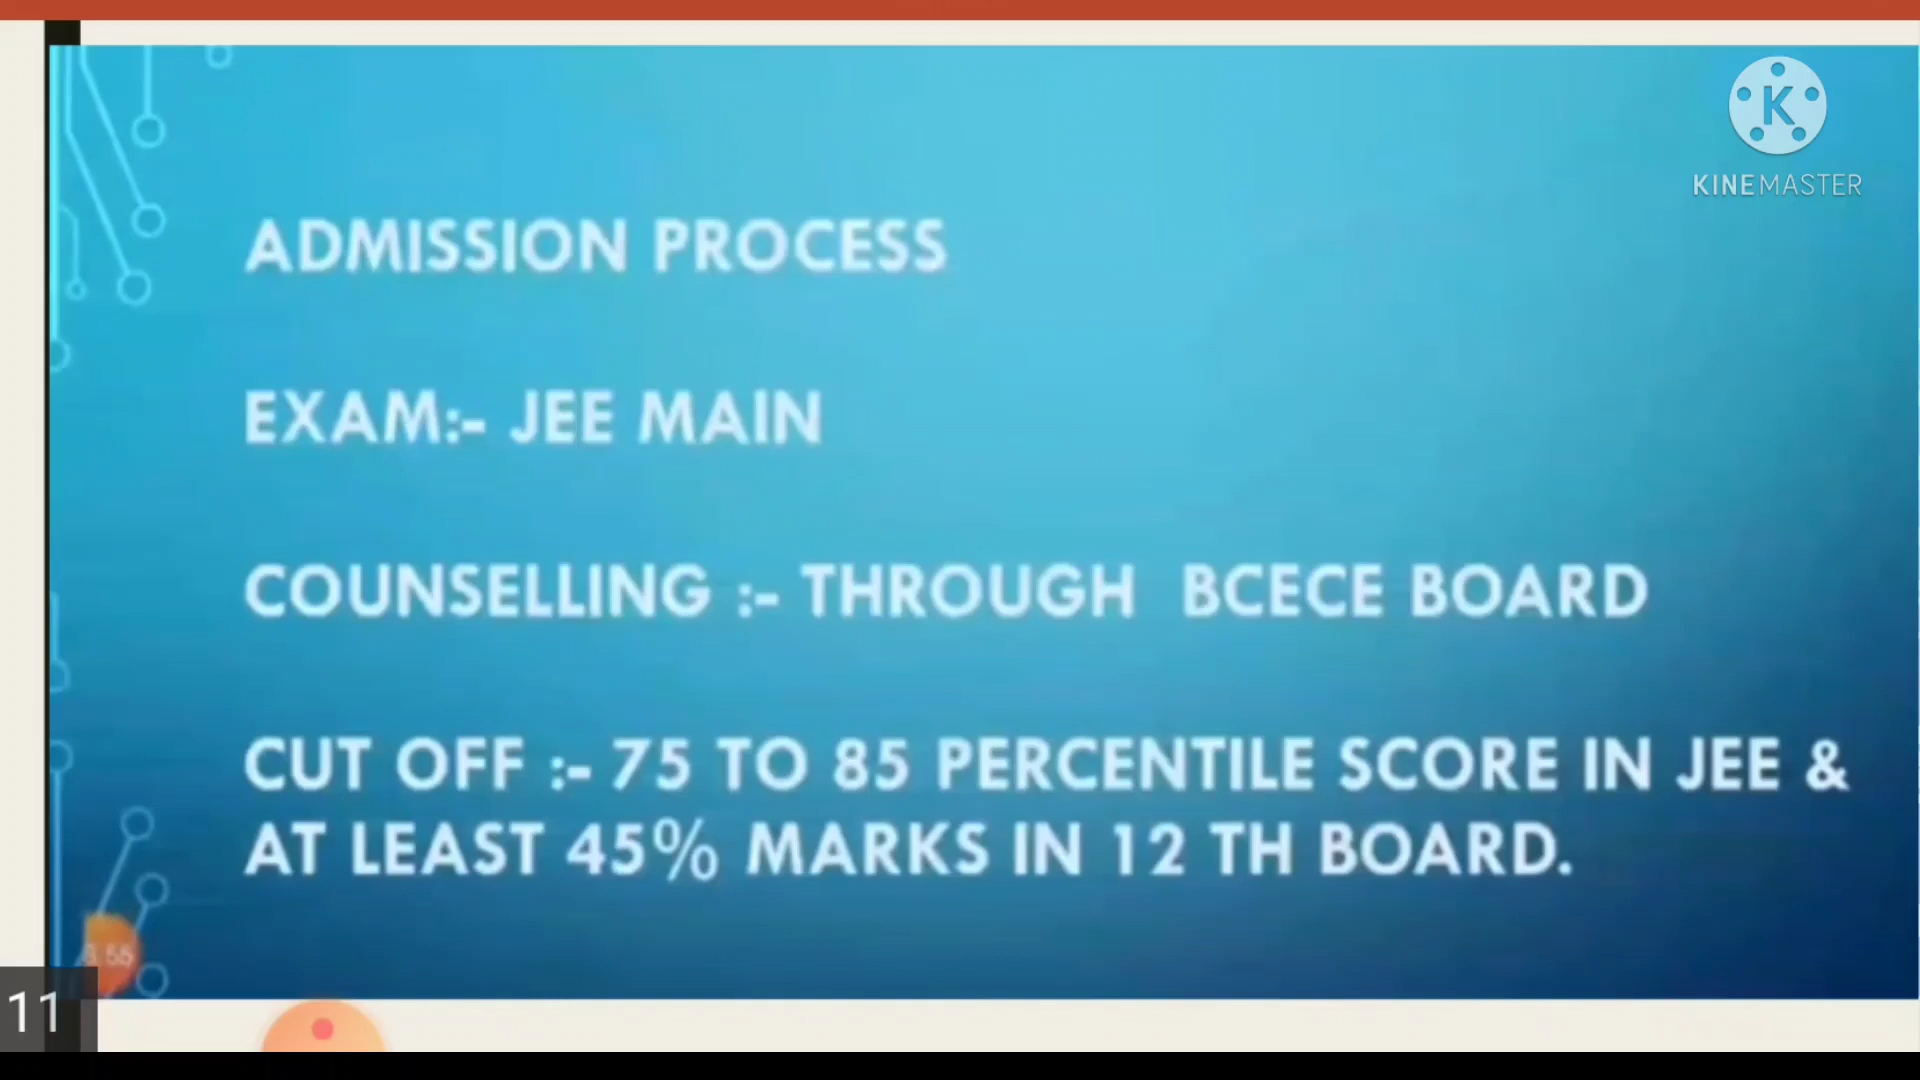 K
KINEMASTER
ADMISSION PROCESS
EXAM:- JEE MAIN
COUNSELLING :- THROUGH BCECE BOARD
CUT OFF :- 75 TO 85 PERCENTILE SCORE IN JEE &
AT LEAST 45% MARKS IN 12 TH BOARD.
11